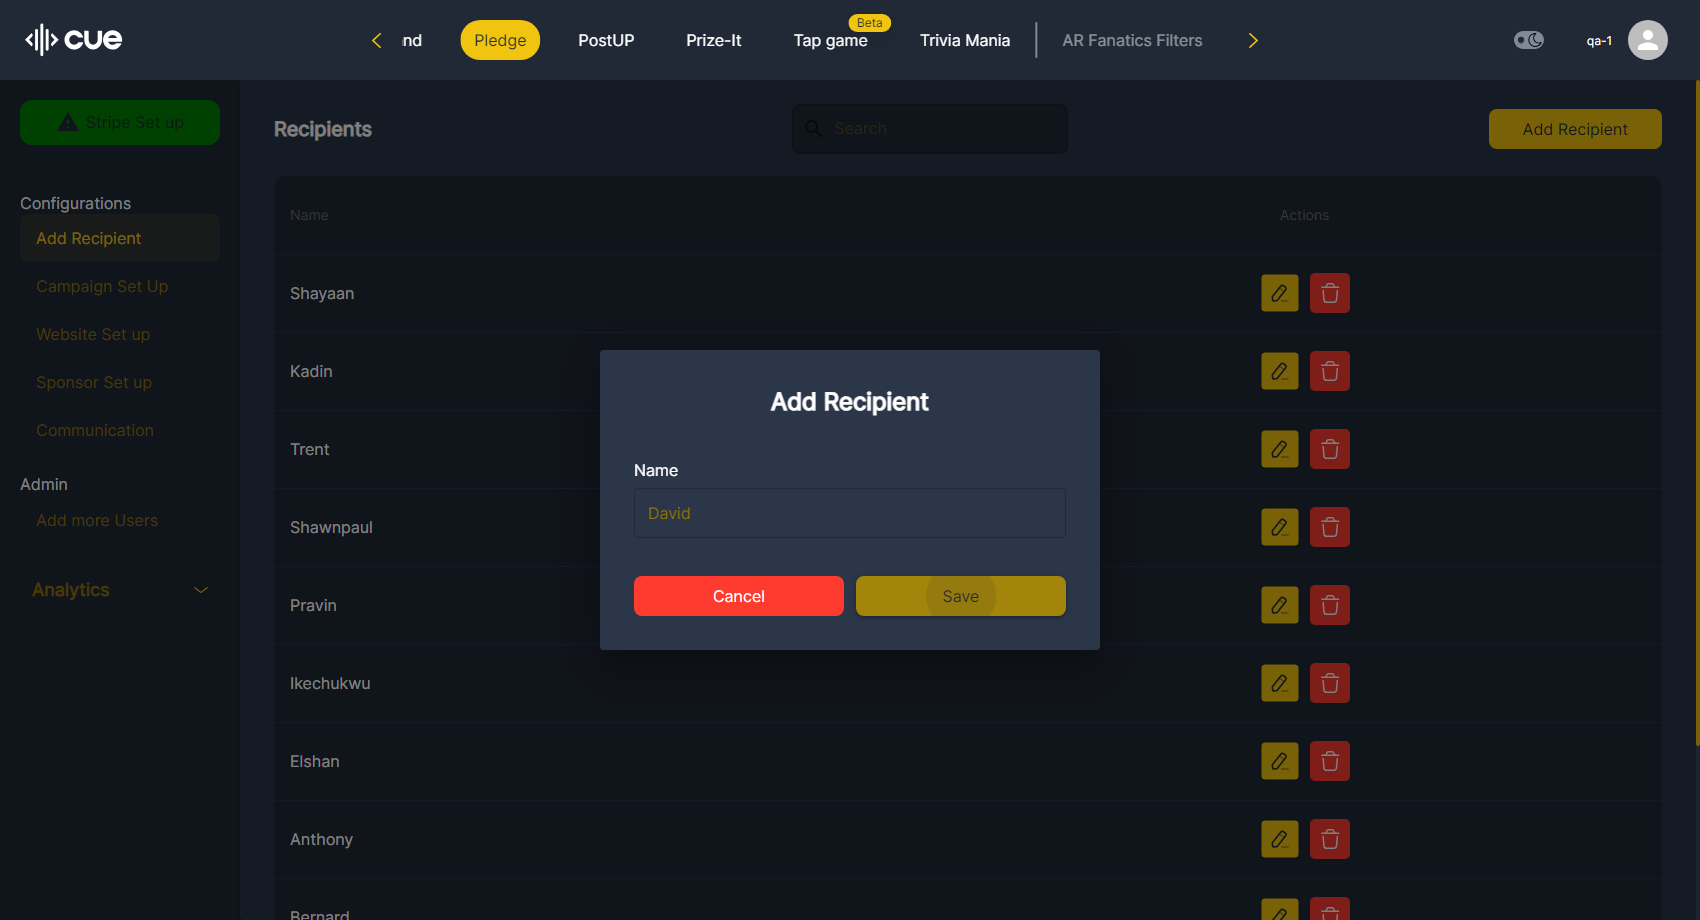 cue
nd
Pledge
PostUP
Prize-It
Beta
Tap game
Trivia Mania
AR Fanatics Filters
qa-1
Stripe Set up
Configurations
Add Recipient
Campaign Set Up
Website Set up
Sponsor Set up
Communication
Admin
Add more Users
Analytics
Recipients
Search
Add Recipient
Name
Actions
Shayaan
Kadin
Trent
Shawnpaul
Pravin
Ikechukwu
Elshan
Anthony
Bernard
Add Recipient
Name
David
Cancel
Save